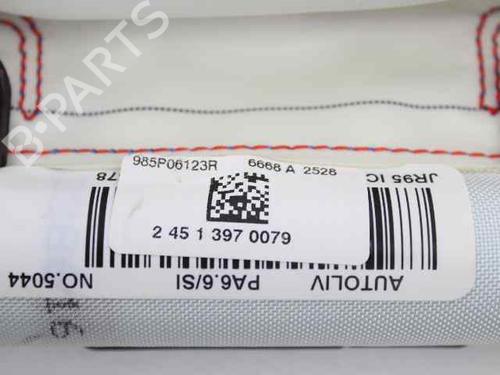 B-PARTS
985P06123R 6668 A 2528
2 45 1 397 0079
JR95 IC
78
AUTOLIV
PA6.6/SI
NO.5044